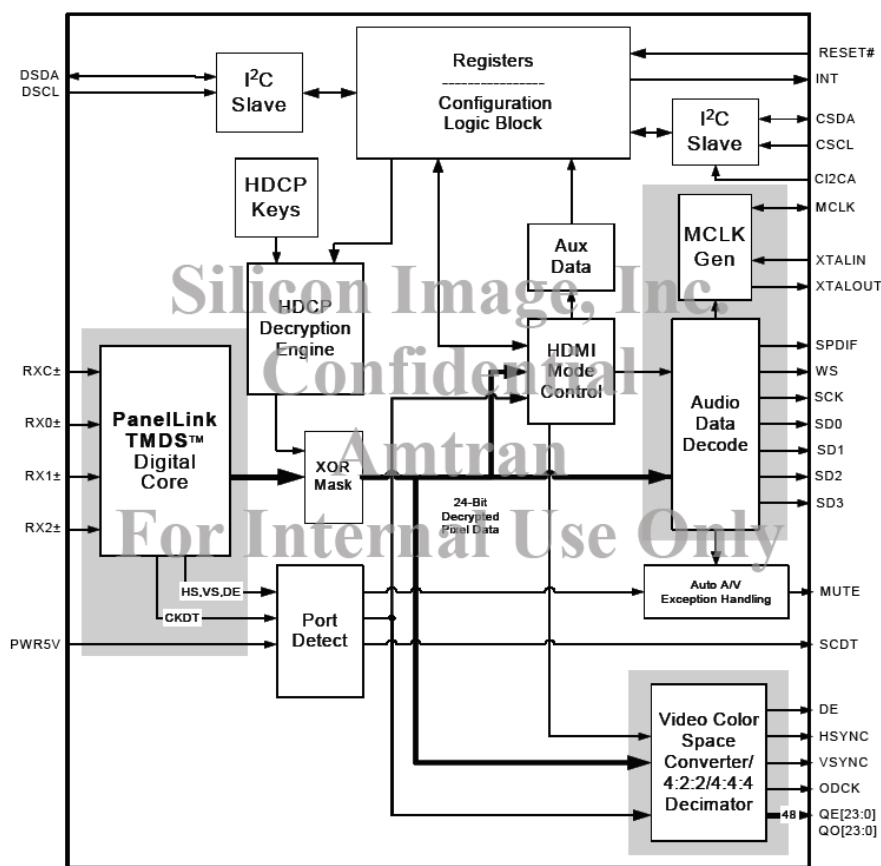 Registers
----------------
Configuration
Logic Block
I²C
Slave
DSDA
DSCL
RESET#
INT
I²C
Slave
CSDA
CSCL
CI2CA
HDCP
Keys
MCLK
Gen
MCLK
XTALIN
XTALOUT
Aux
Data
HDCP
Decryption
Engine
HDMI
Mode
Control
Silicon Image, Inc.
Confidential
Amtran
For Internal Use Only
RXC±
RX0±
RX1±
RX2±
PanelLink
TMDS™
Digital
Core
XOR
Mask
24-Bit
Decrypted
Pixel Data
Audio
Data
Decode
SPDIF
WS
SCK
SD0
SD1
SD2
SD3
HS,VS,DE
CKDT
PWR5V
Port
Detect
Auto A/V
Exception Handling
MUTE
SCDT
Video Color
Space
Converter/
4:2:2/4:4:4
Decimator
DE
HSYNC
VSYNC
ODCK
48
QE[23:0]
QO[23:0]